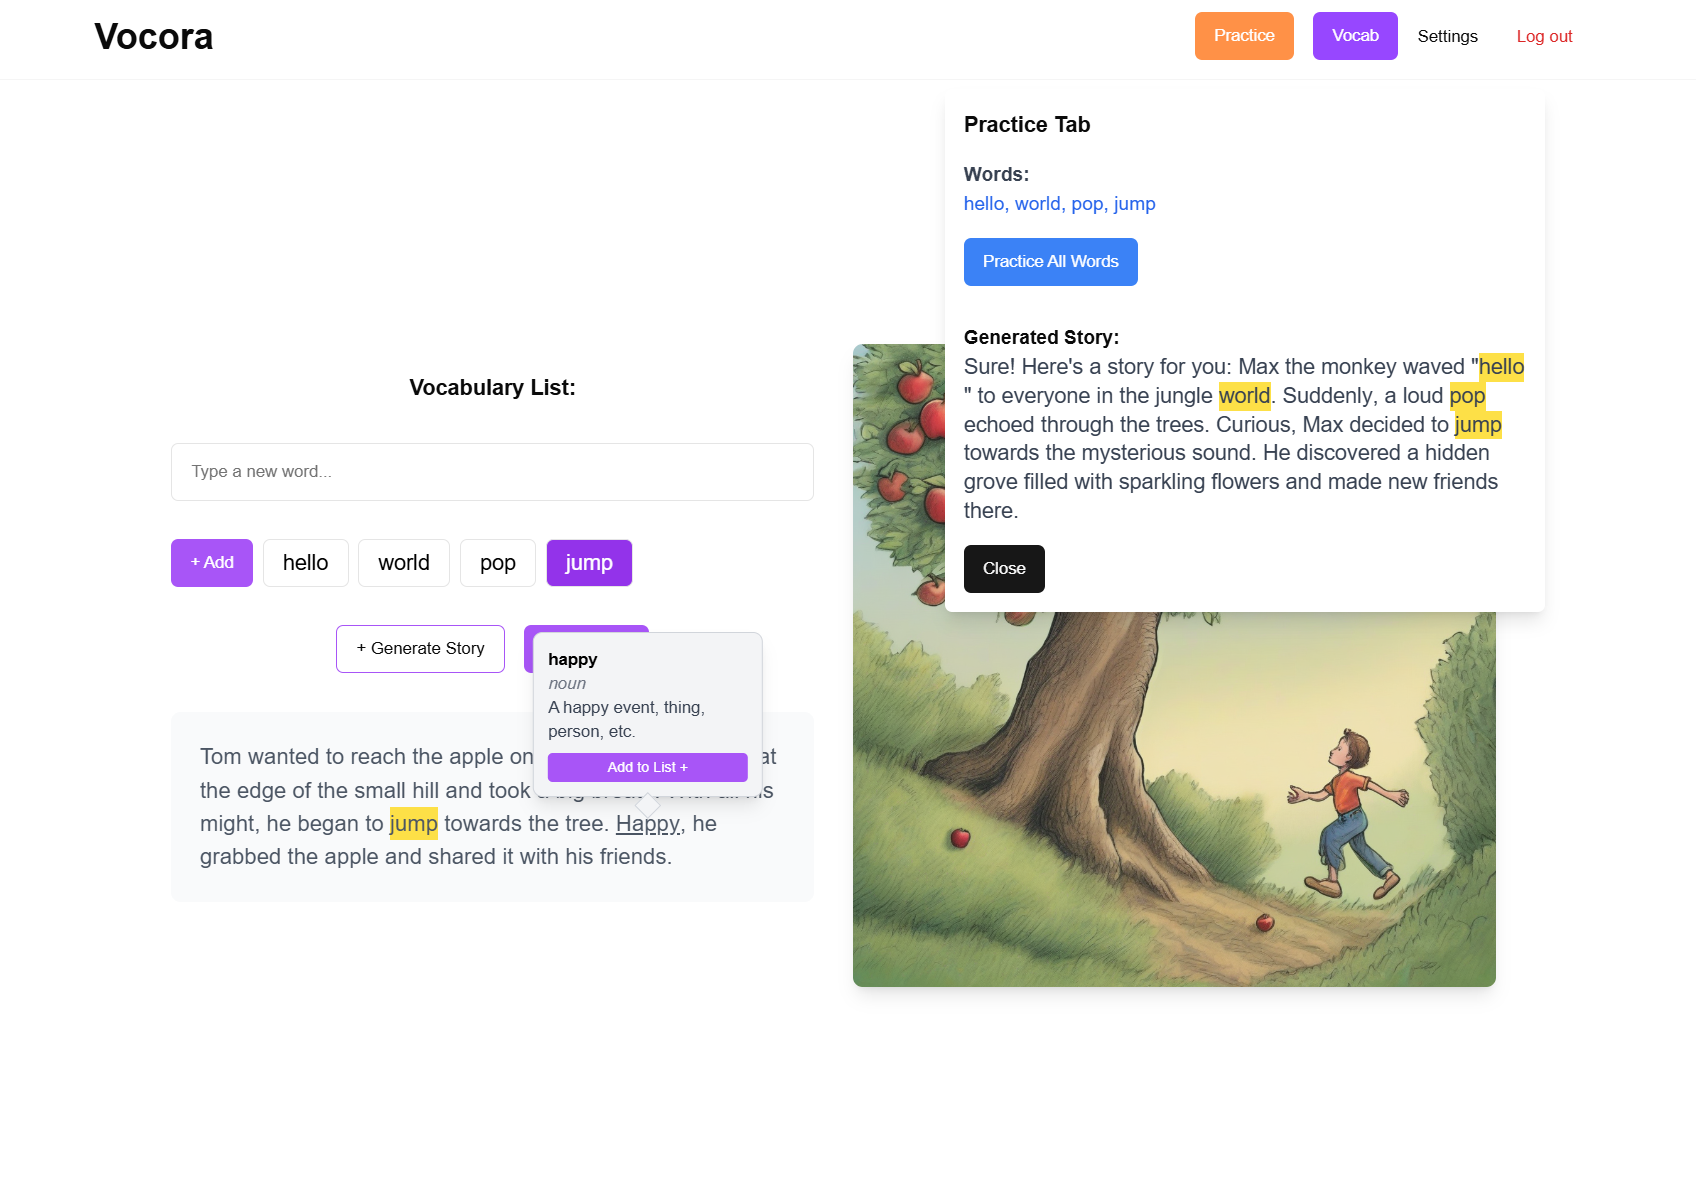 Vocora
Practice
Vocab
Settings
Log out
Practice Tab
Words:
hello, world, pop, jump
Practice All Words
Generated Story:
Sure! Here's a story for you: Max the monkey waved "hello
" to everyone in the jungle world. Suddenly, a loud pop
echoed through the trees. Curious, Max decided to jump
towards the mysterious sound. He discovered a hidden
grove filled with sparkling flowers and made new friends
there.
Close
Vocabulary List:
Type a new word...
+ Add
hello
world
pop
jump
+ Generate Story
happy
noun
A happy event, thing,
person, etc.
Add to List +
Tom wanted to reach the apple on at
the edge of the small hill and took a big
might, he began to jump towards the tree. Happy, he
grabbed the apple and shared it with his friends.